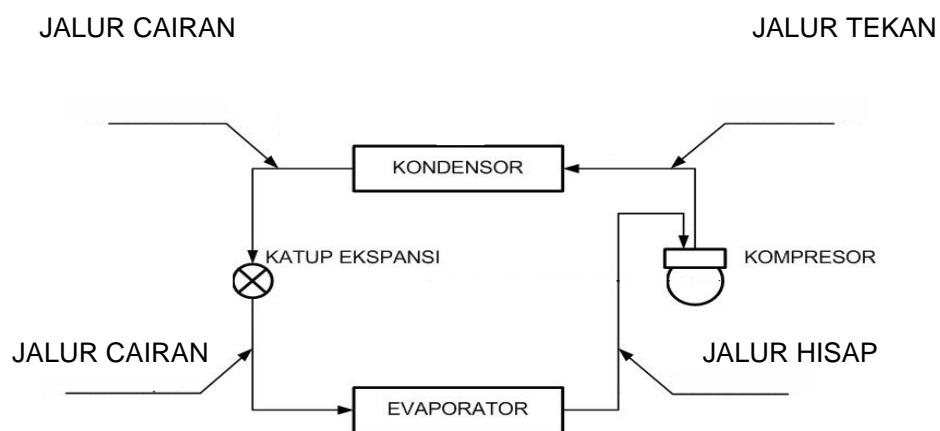 JALUR CAIRAN
JALUR TEKAN
KONDENSOR
KATUP EKSPANSI
KOMPRESOR
JALUR CAIRAN
JALUR HISAP
EVAPORATOR